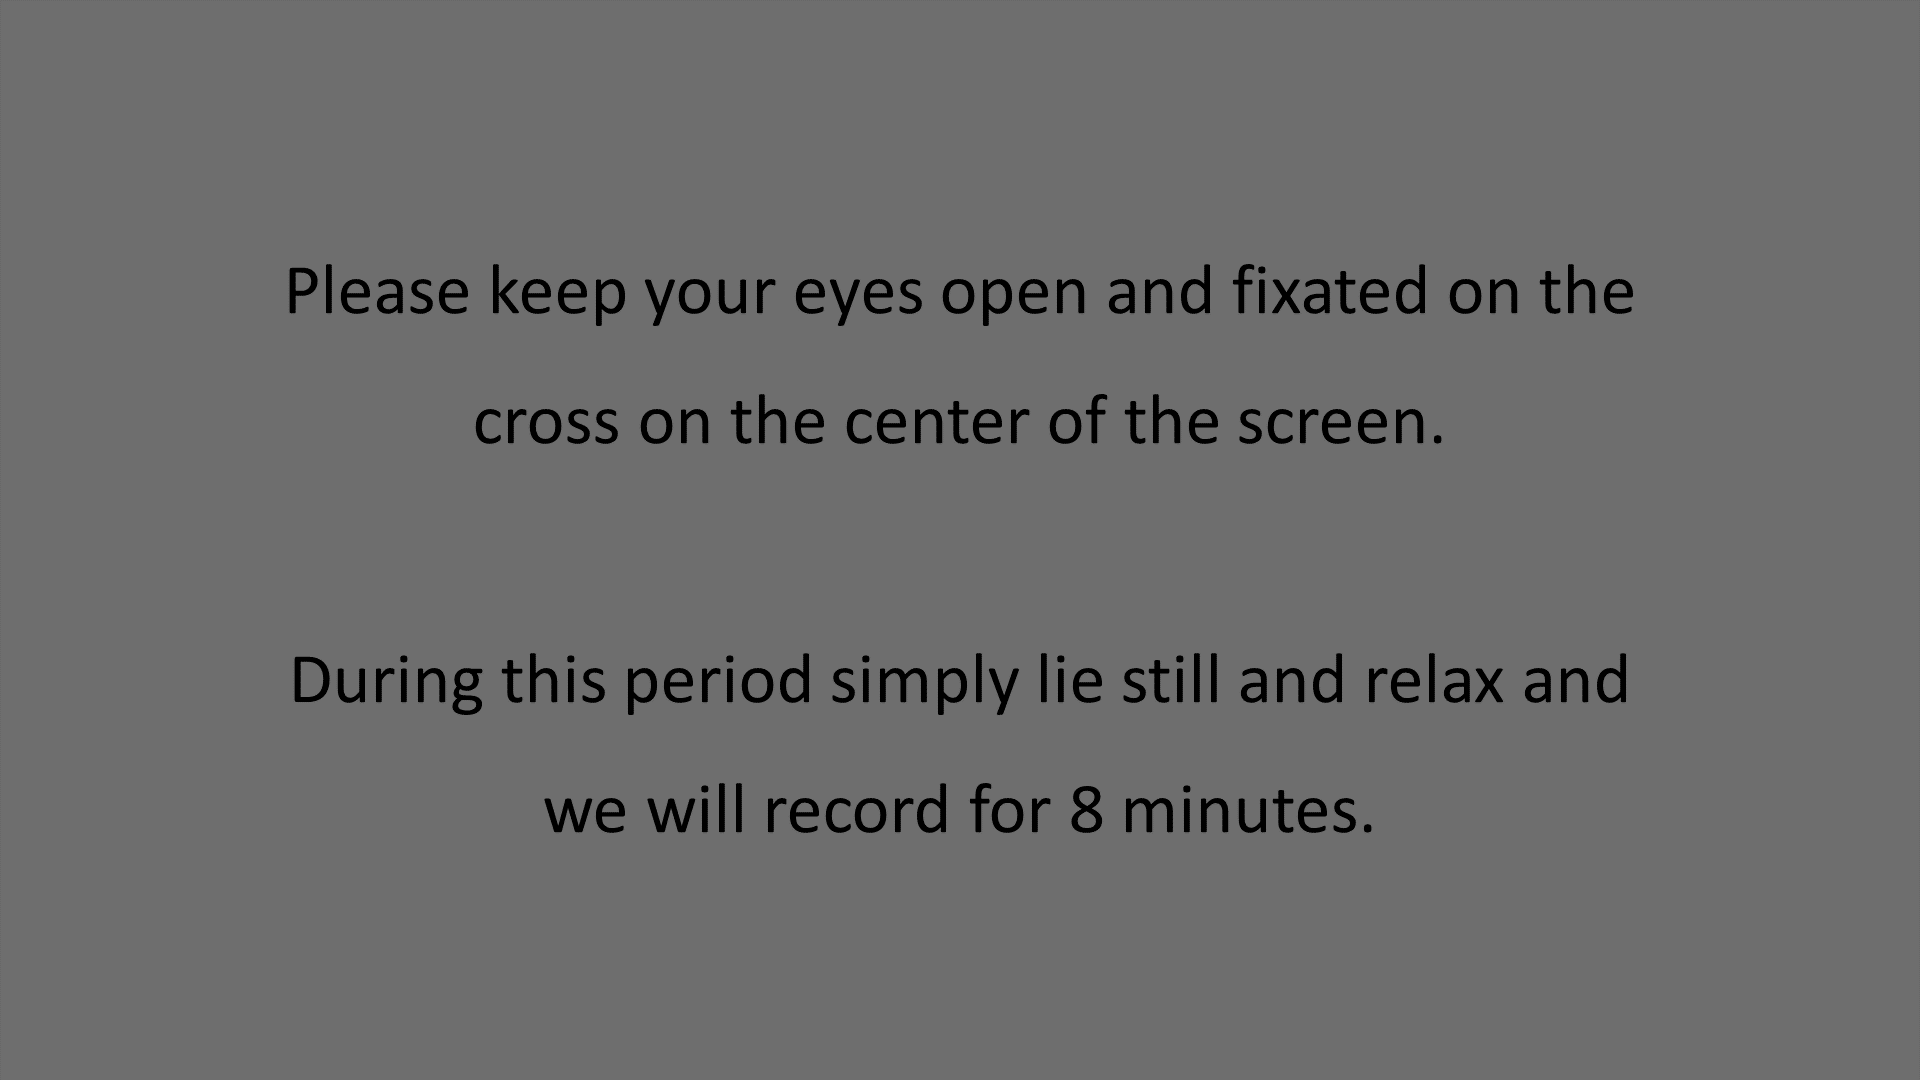 Please keep your eyes open and fixated on the
cross on the center of the screen.
During this period simply lie still and relax and
we will record for 8 minutes.